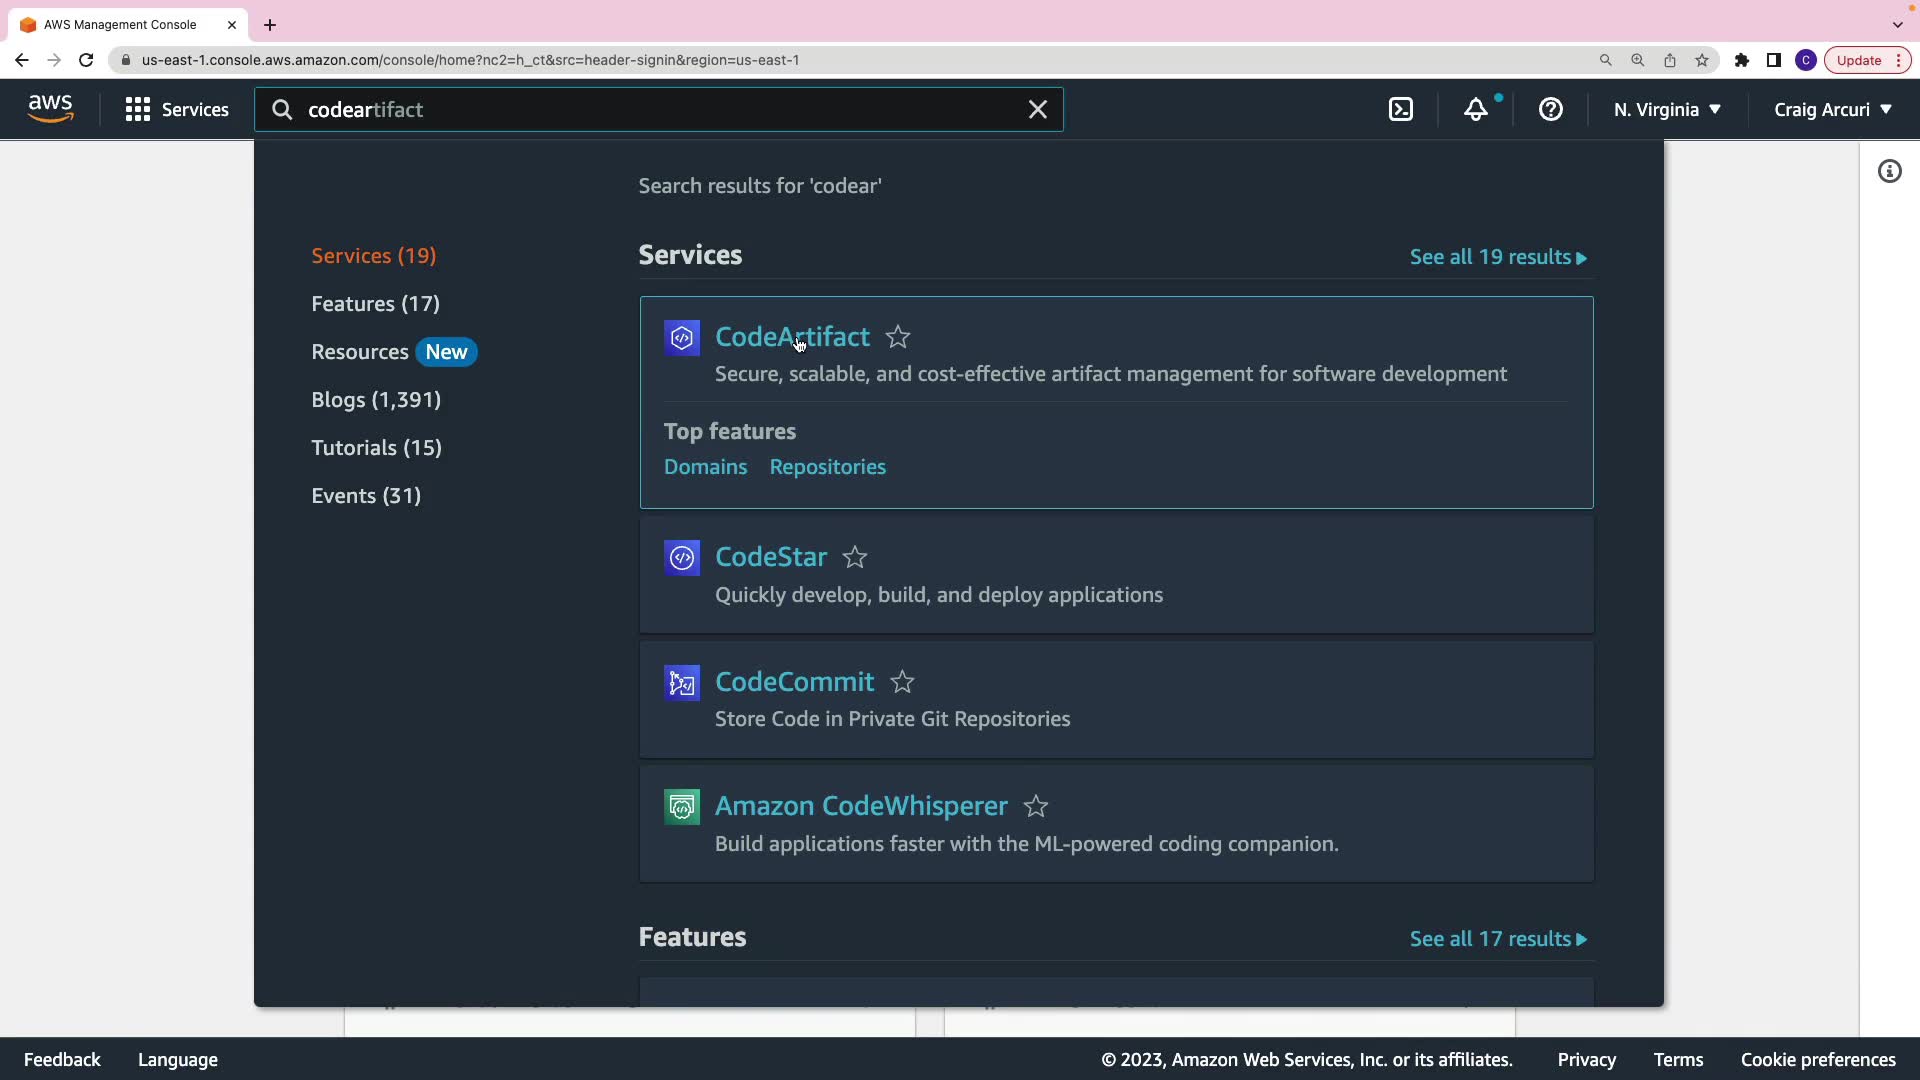 AWS Management Console
us-east-1.console.aws.amazon.com/console/home?nc2=h_ct&src=header-signin&region=us-east-1
C
Update
aws
Services
codeartifact
N. Virginia
Craig Arcuri
Search results for 'codear'
Services (19)
Features (17)
Resources New
Blogs (1,391)
Tutorials (15)
Events (31)
Services
See all 19 results
CodeArtifact
Secure, scalable, and cost-effective artifact management for software development
Top features
Domains Repositories
CodeStar
Quickly develop, build, and deploy applications
CodeCommit
Store Code in Private Git Repositories
Amazon CodeWhisperer
Build applications faster with the ML-powered coding companion.
Features
See all 17 results
Feedback Language
© 2023, Amazon Web Services, Inc. or its affiliates. Privacy Terms Cookie preferences